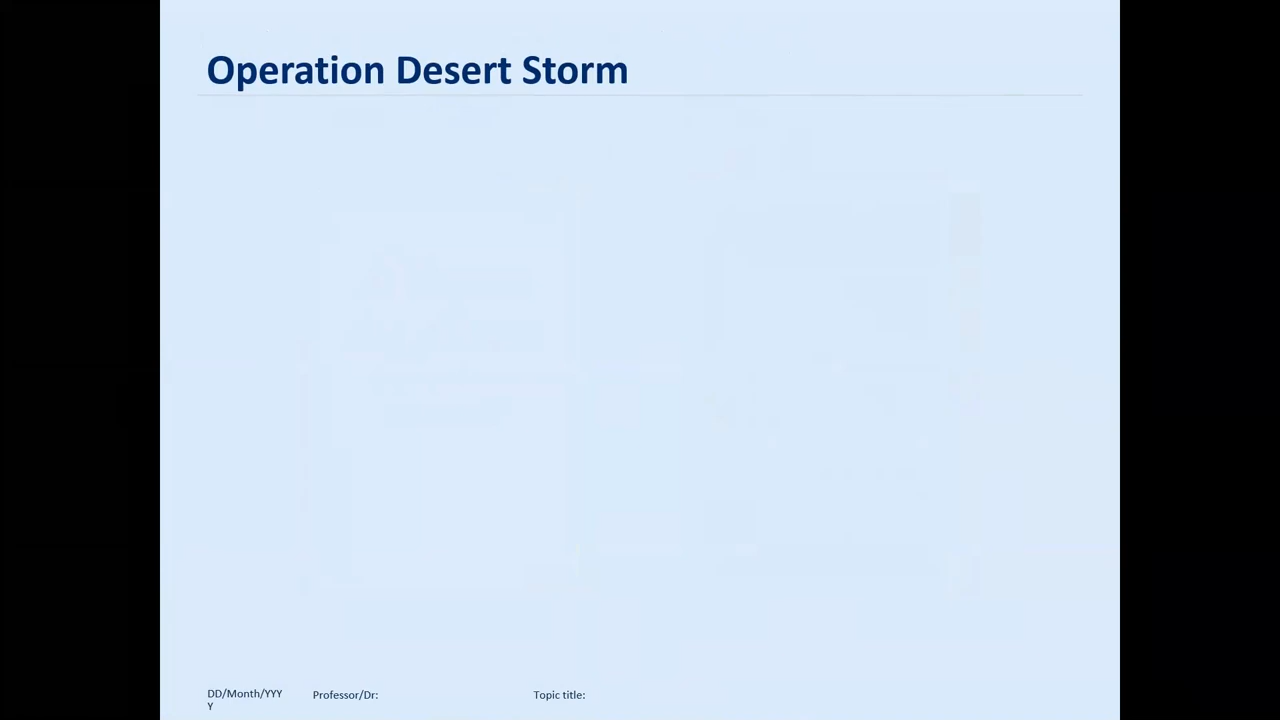 Operation Desert Storm
DD/Month/YYY
Y
Professor/Dr:
Topic title: